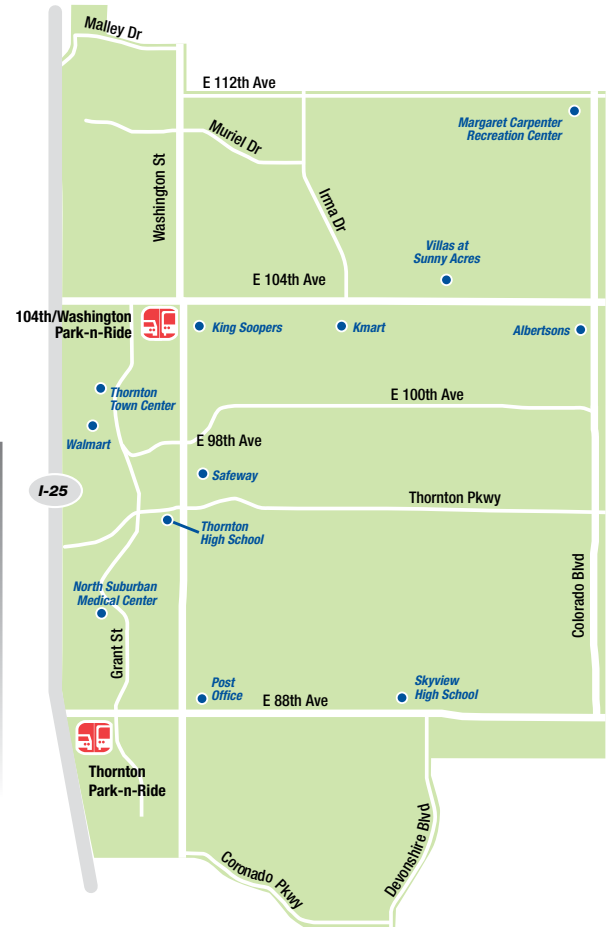 Malley Dr
E 112th Ave
Margaret Carpenter
Recreation Center
Muriel Dr
Washington St
Irma Dr
Villas at
Sunny Acres
E 104th Ave
104th/Washington
Park-n-Ride
King Soopers
Kmart
Albertsons
Thornton
Town Center
E 100th Ave
Walmart
E 98th Ave
Safeway
I-25
Thornton Pkwy
Thornton
High School
Colorado Blvd
North Suburban
Medical Center
Grant St
Post
Office
Skyview
High School
E 88th Ave
Thornton
Park-n-Ride
Coronado Pkwy
Devonshire Blvd